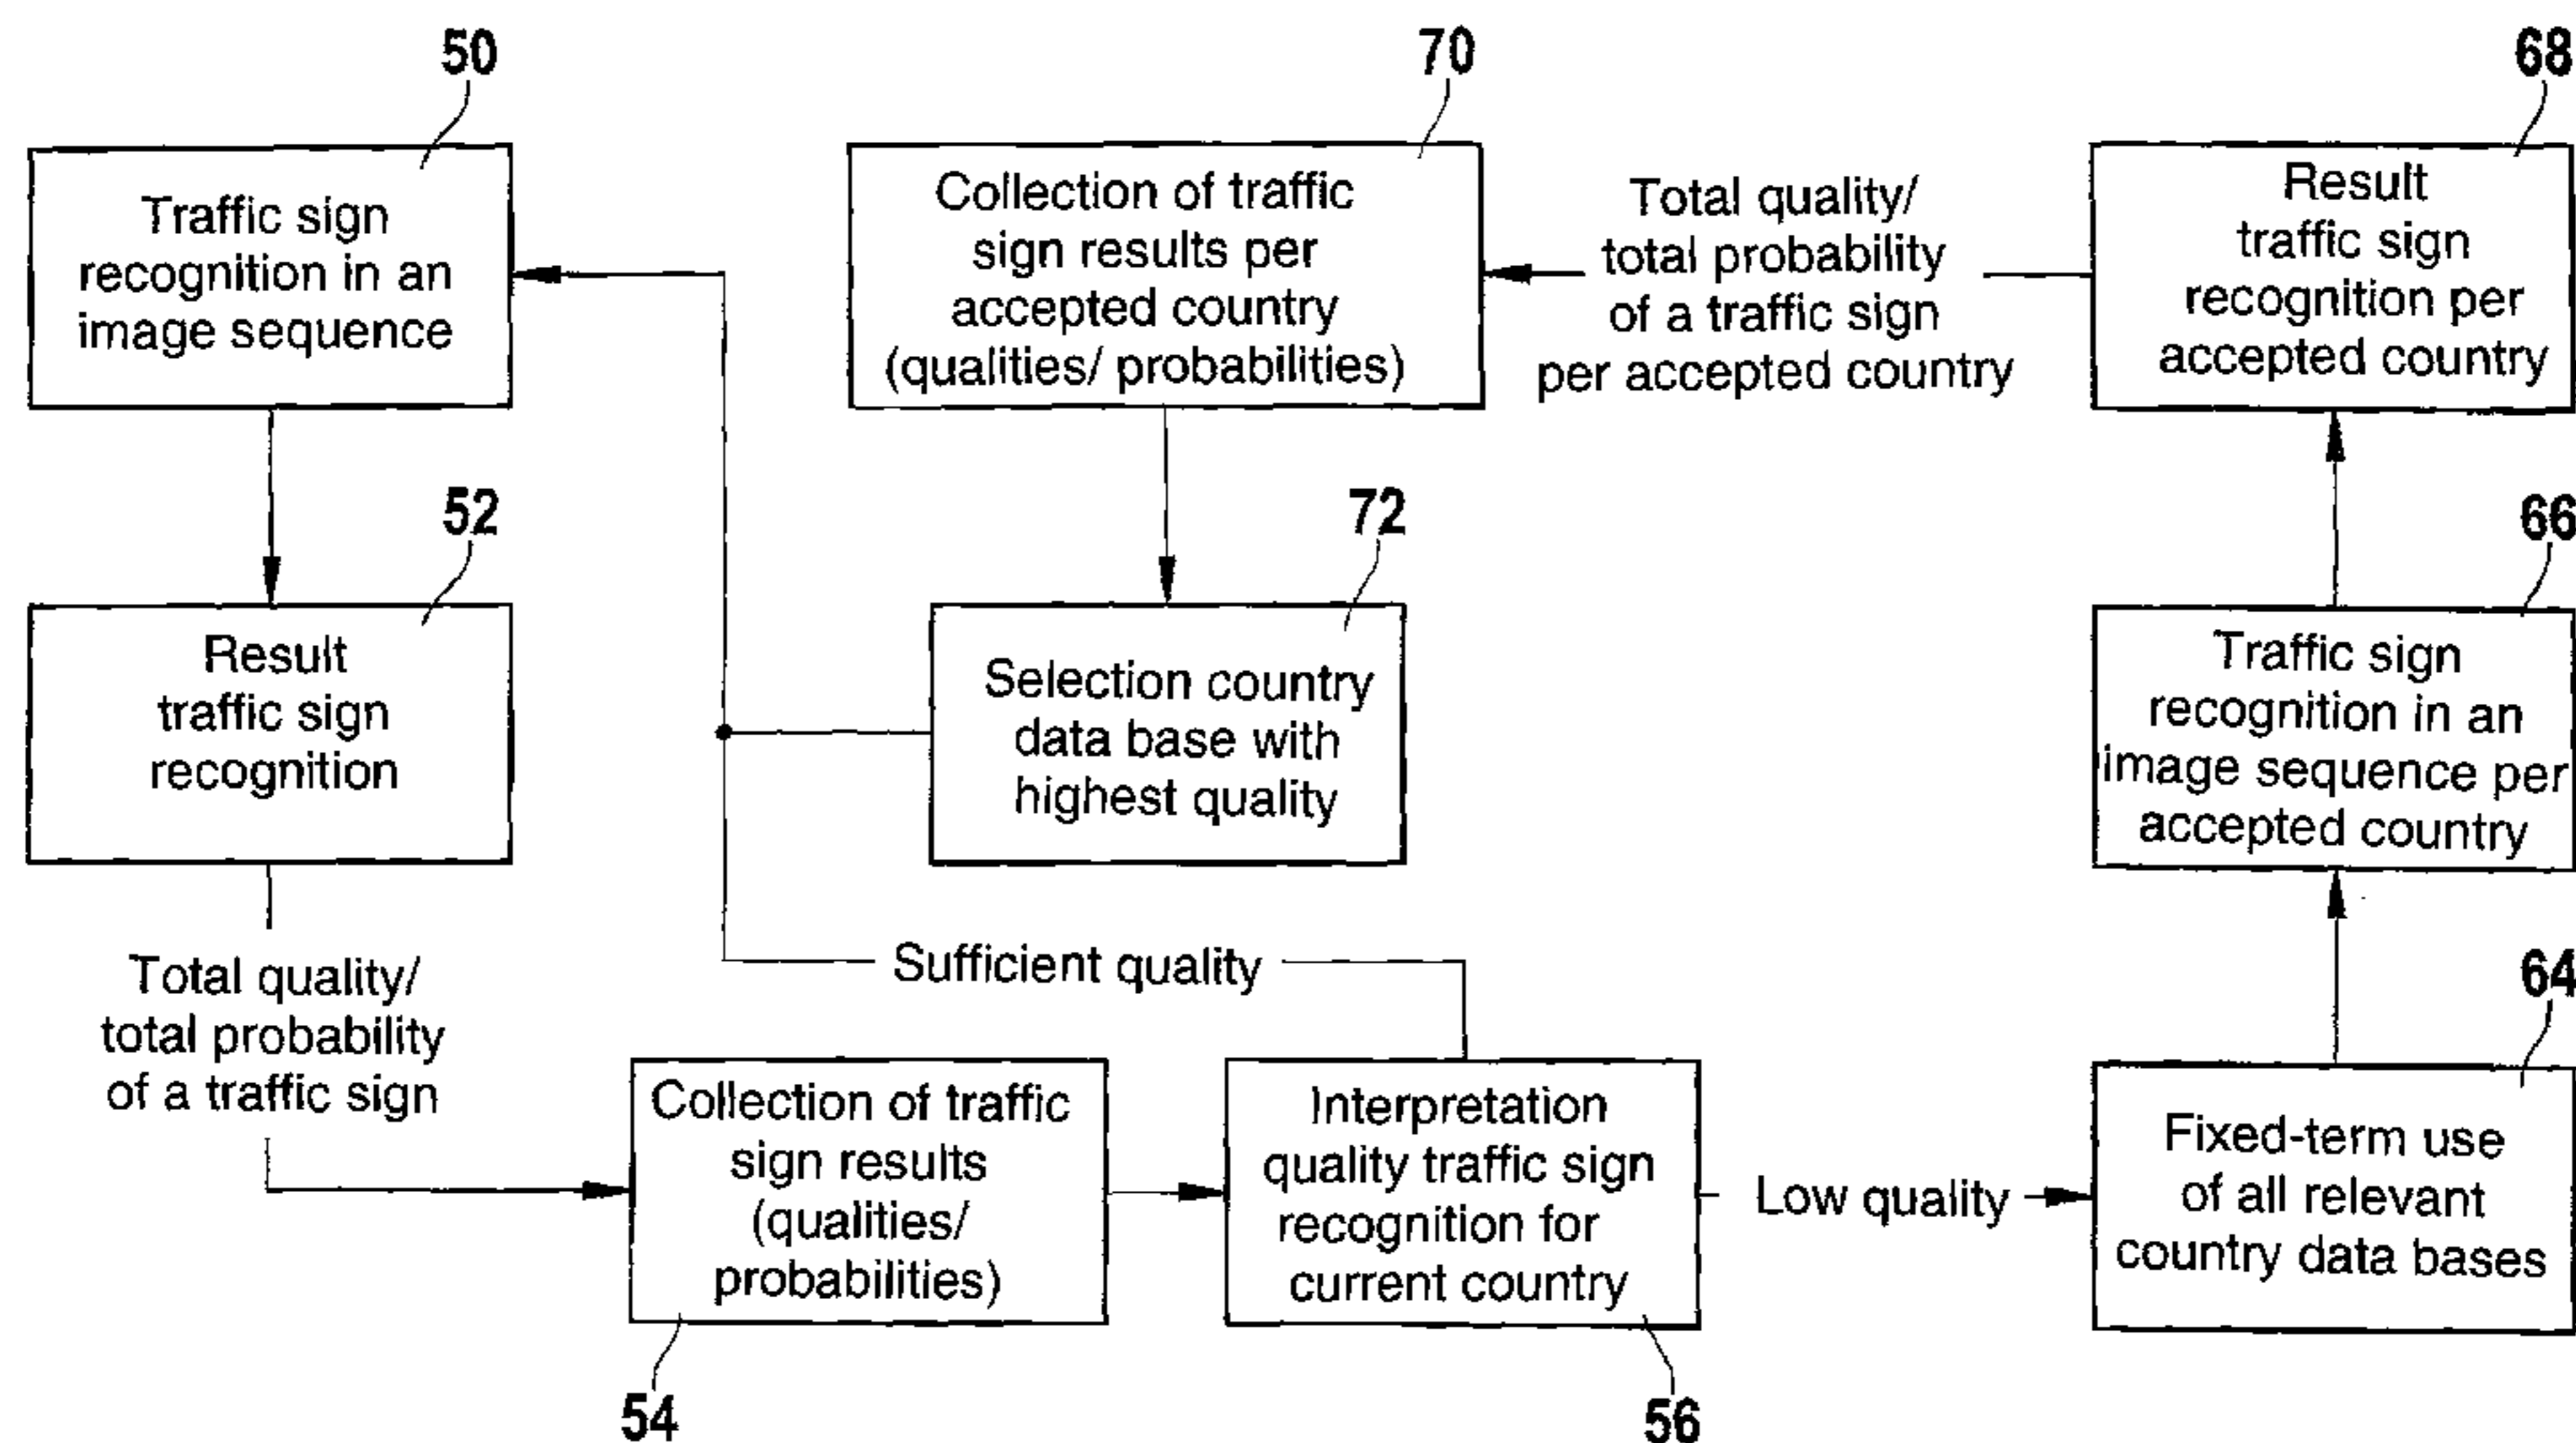 50
Traffic sign
recognition in an
image sequence
52
Result
traffic sign
recognition
Total quality/
total probability
of a traffic sign
54
Collection of traffic
sign results
(qualities/
probabilities)
56
Interpretation
quality traffic sign
recognition for
current country
Sufficient quality
Low quality
64
Fixed-term use
of all relevant
country data bases
66
Traffic sign
recognition in an
image sequence per
accepted country
68
Result
traffic sign
recognition per
accepted country
Total quality/
total probability
of a traffic sign
per accepted country
70
Collection of traffic
sign results per
accepted country
(qualities/ probabilities)
72
Selection country
data base with
highest quality